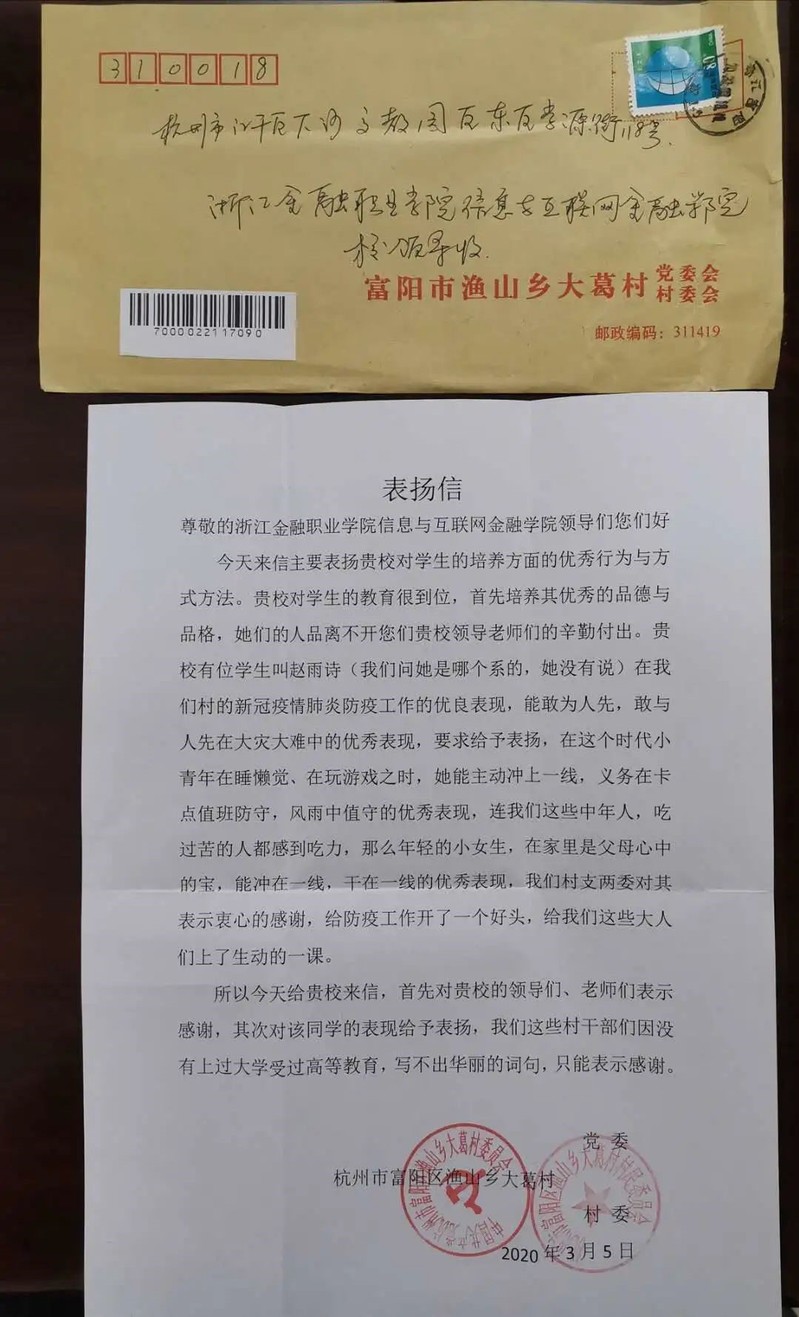 310018
杭州市江干区下沙高教园区东区学源街118号
浙江金融职业学院信息与互联网金融学院
收
富阳市渔山乡大葛村党委会
村委会
7000022117090
邮政编码：311419
表扬信
尊敬的浙江金融职业学院信息与互联网金融学院领导们您们好
今天来信主要表扬贵校对学生的培养方面的优秀行为与方
式方法。贵校对学生的教育很到位，首先培养其优秀的品德与
品格，她们的人品离不开您们贵校领导老师们的辛勤付出。贵
校有位学生叫赵雨诗（我们问她是哪个系的，她没有说）在我
们村的新冠疫情肺炎防疫工作的优良表现，能敢为人先，敢与
人先在大灾大难中的优秀表现，要求给予表扬，在这个时代小
青年在睡懒觉、在玩游戏之时，她能主动冲上一线，义务在卡
点值班防守，风雨中值守的优秀表现，连我们这些中年人，吃
过苦的人都感到吃力，那么年轻的小女生，在家里是父母心中
的宝，能冲在一线，干在一线的优秀表现，我们村支两委对其
表示衷心的感谢，给防疫工作开了一个好头，给我们这些大人
们上了生动的一课。
所以今天给贵校来信，首先对贵校的领导们、老师们表示
感谢，其次对该同学的表现给予表扬，我们这些村干部们因没
有上过大学受过高等教育，写不出华丽的词句，只能表示感谢。
党 委
杭州市富阳区渔山乡大葛村
村 委
2020 年 3 月 5 日